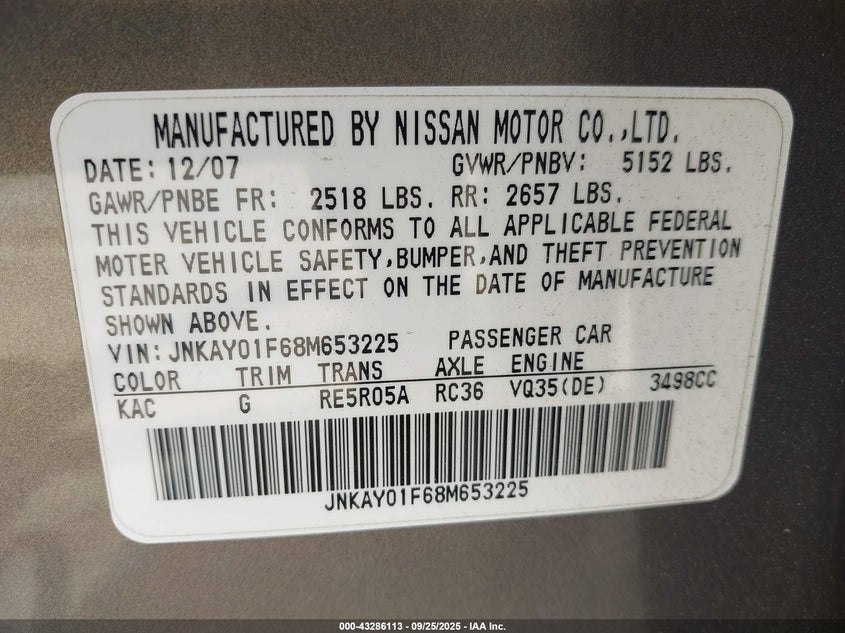 MANUFACTURED BY NISSAN MOTOR CO.,LTD.
DATE: 12/07 GVWR/PNBV: 5152 LBS.
GAWR/PNBE FR: 2518 LBS. RR: 2657 LBS.
THIS VEHICLE CONFORMS TO ALL APPLICABLE FEDERAL
MOTER VEHICLE SAFETY,BUMPER,AND THEFT PREVENTION
STANDARDS IN EFFECT ON THE DATE OF MANUFACTURE
SHOWN ABOVE.
VIN: JNKAY01F68M653225 PASSENGER CAR
COLOR TRIM TRANS AXLE ENGINE
KAC G RE5R05A RC36 VQ35(DE) 3498CC
JNKAY01F68M653225
000-43286113 - 09/25/2025 - IAA Inc.